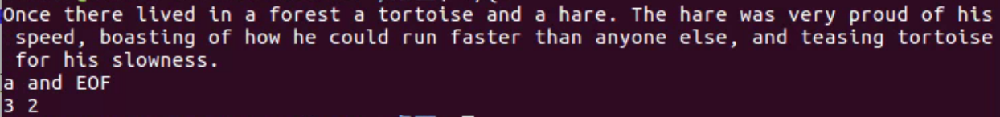 Once there lived in a forest a tortoise and a hare. The hare was very proud of his
speed, boasting of how he could run faster than anyone else, and teasing tortoise
for his slowness.
a and EOF
3 2